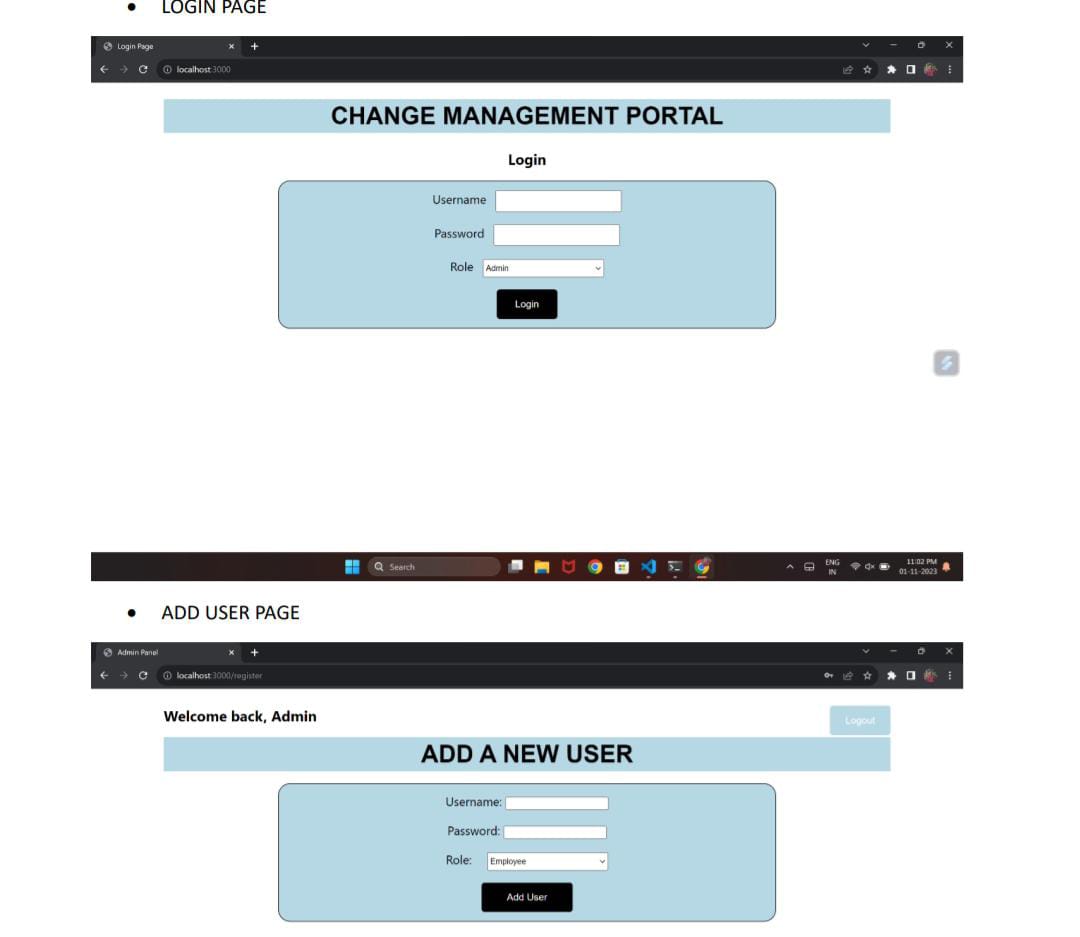 • LOGIN PAGE
Login Page
localhost:3000
CHANGE MANAGEMENT PORTAL
Login
Username
Password
Role Admin
Login
Search
ENG
IN
11:02 PM
01-11-2023
• ADD USER PAGE
Admin Panel
localhost:3000/register
Welcome back, Admin
Logout
ADD A NEW USER
Username:
Password:
Role: Employee
Add User